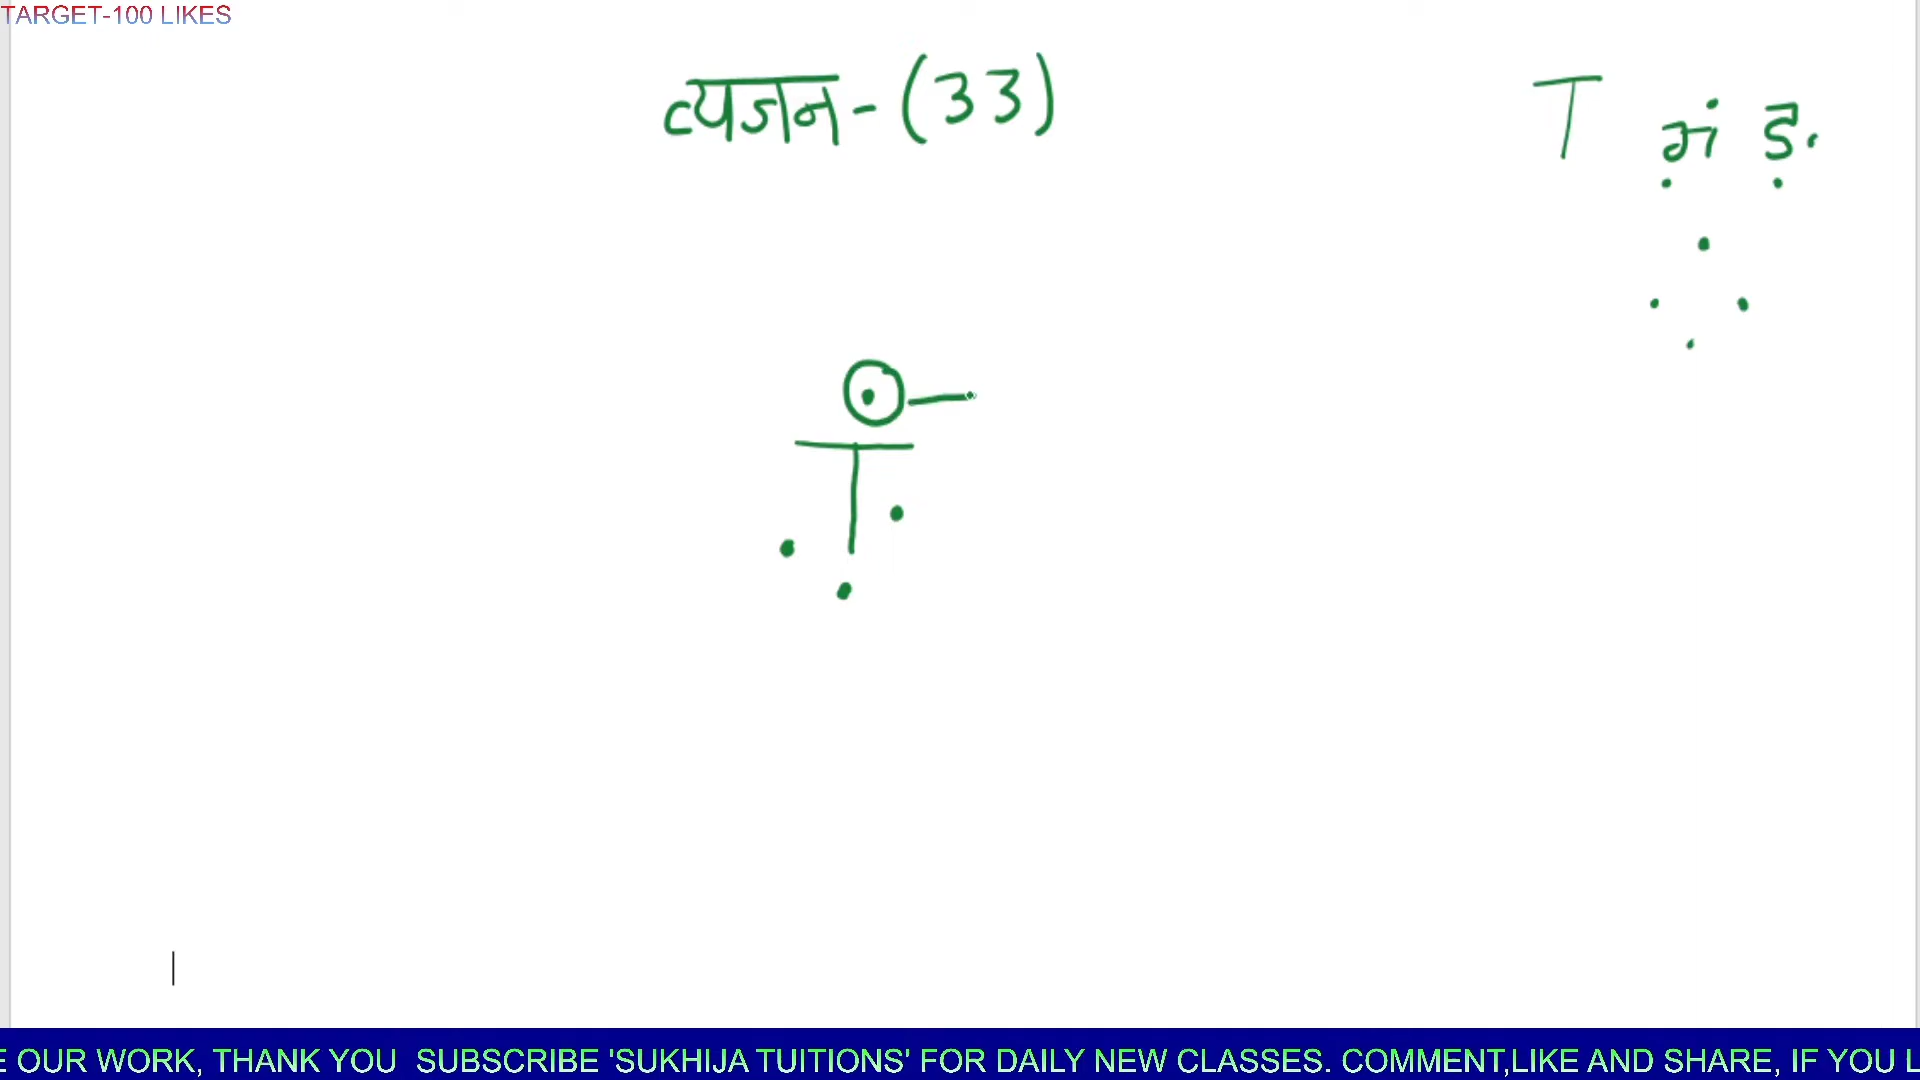 TARGET-100 LIKES
व्यजन-(33)
T
T
E OUR WORK, THANK YOU SUBSCRIBE 'SUKHIJA TUITIONS' FOR DAILY NEW CLASSES. COMMENT,LIKE AND SHARE, IF YOU L